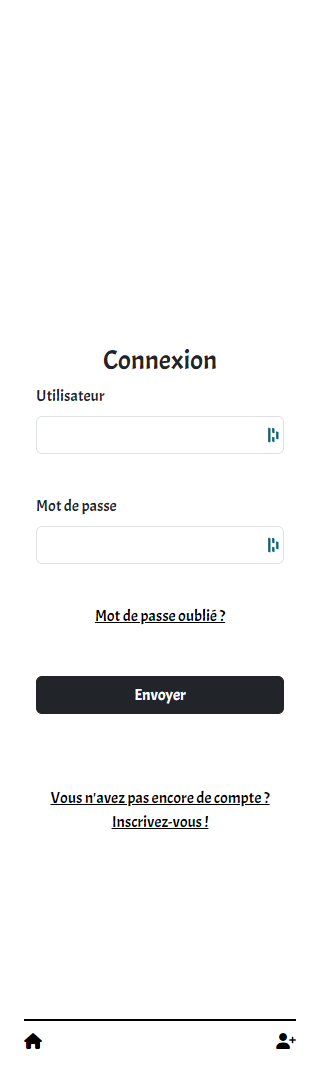 Connexion
Utilisateur
Mot de passe
Mot de passe oublié ?
Envoyer
Vous n'avez pas encore de compte ?
Inscrivez-vous !